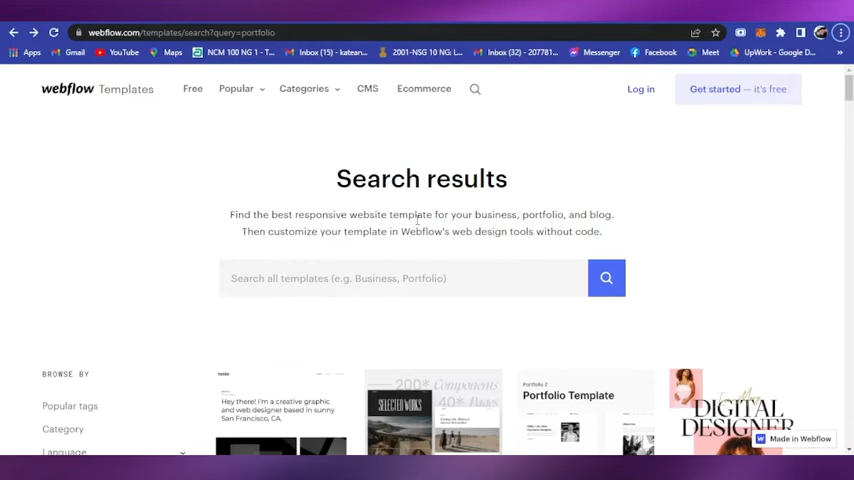 webflow.com/templates/search?query=portfolio
Apps Gmail YouTube Maps NCM 100 NG 1 - T... Inbox (15) - katean... 2001-NSG 10 NG: L... Inbox (32) - 207781... Messenger Facebook Meet UpWork - Google D... »
webflow Templates Free Popular Categories CMS Ecommerce Log in Get started — it's free
Search results
Find the best responsive website template for your business, portfolio, and blog.
Then customize your template in Webflow's web design tools without code.
Search all templates (e.g. Business, Portfolio)
BROWSE BY
Popular tags
Category
Language
Hey there! I'm a creative graphic
and web designer based in sunny
San Francisco, CA.
200+ Components
40+ Pages
SELECTED WORKS
Portfolio Z
Portfolio Template
DIGITAL
DESIGNER
Made in Webflow